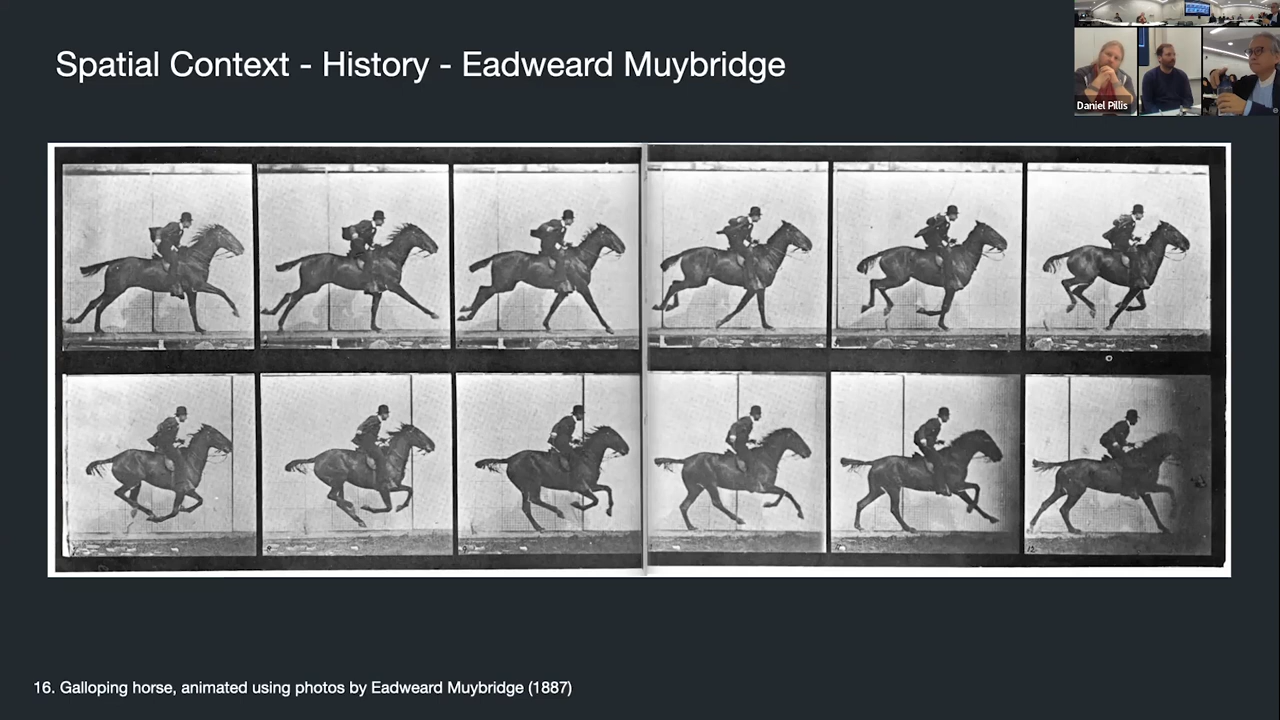 Spatial Context - History - Eadweard Muybridge
Daniel Pillis
16. Galloping horse, animated using photos by Eadweard Muybridge (1887)